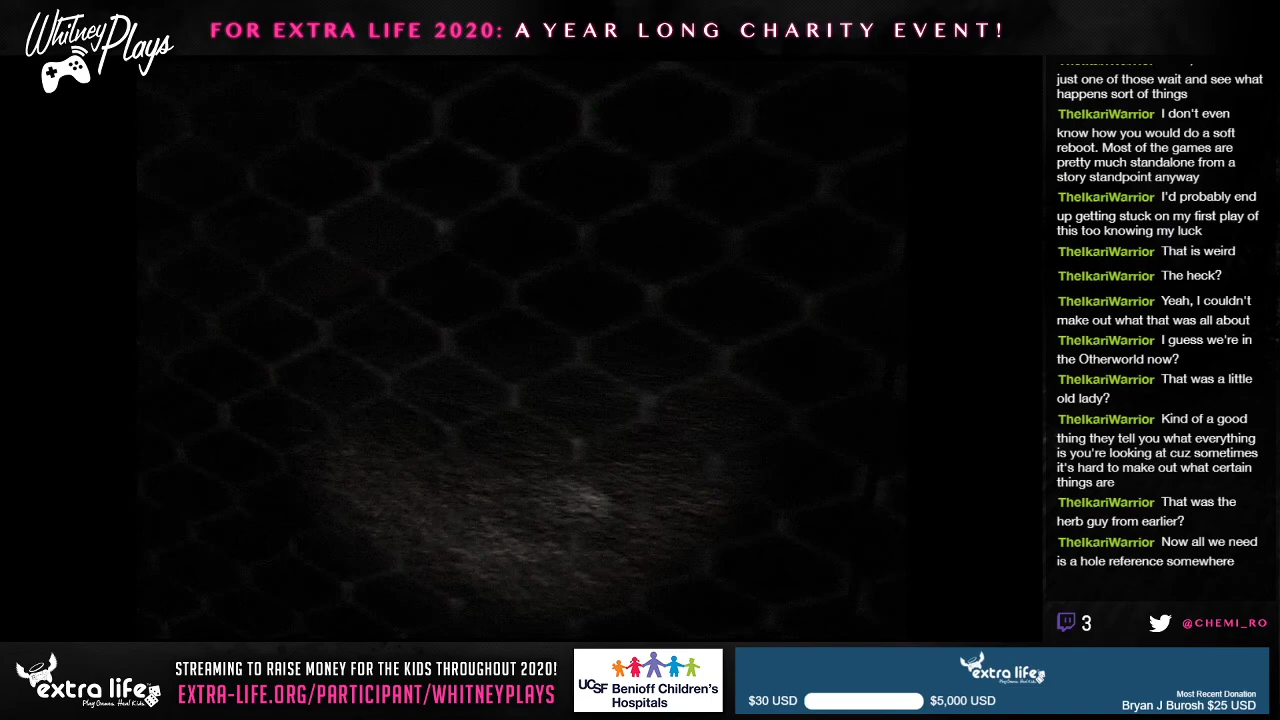 Whitney Plays
FOR EXTRA LIFE 2020: A YEAR LONG CHARITY EVENT!
just one of those wait and see what
happens sort of things
TheIkariWarrior I don't even
know how you would do a soft
reboot. Most of the games are
pretty much standalone from a
story standpoint anyway
TheIkariWarrior I'd probably end
up getting stuck on my first play of
this too knowing my luck
TheIkariWarrior That is weird
TheIkariWarrior The heck?
TheIkariWarrior Yeah, I couldn't
make out what that was all about
TheIkariWarrior I guess we're in
the Otherworld now?
TheIkariWarrior That was a little
old lady?
TheIkariWarrior Kind of a good
thing they tell you what everything
is you're looking at cuz sometimes
it's hard to make out what certain
things are
TheIkariWarrior That was the
herb guy from earlier?
TheIkariWarrior Now all we need
is a hole reference somewhere
3
@CHEMI_RO
extra life
Play Games. Heal Kids.
STREAMING TO RAISE MONEY FOR THE KIDS THROUGHOUT 2020!
EXTRA-LIFE.ORG/PARTICIPANT/WHITNEYPLAYS
UCSF Benioff Children's
Hospitals
extra life
Play Games. Heal Kids.
$30 USD
$5,000 USD
Most Recent Donation
Bryan J Burosh $25 USD